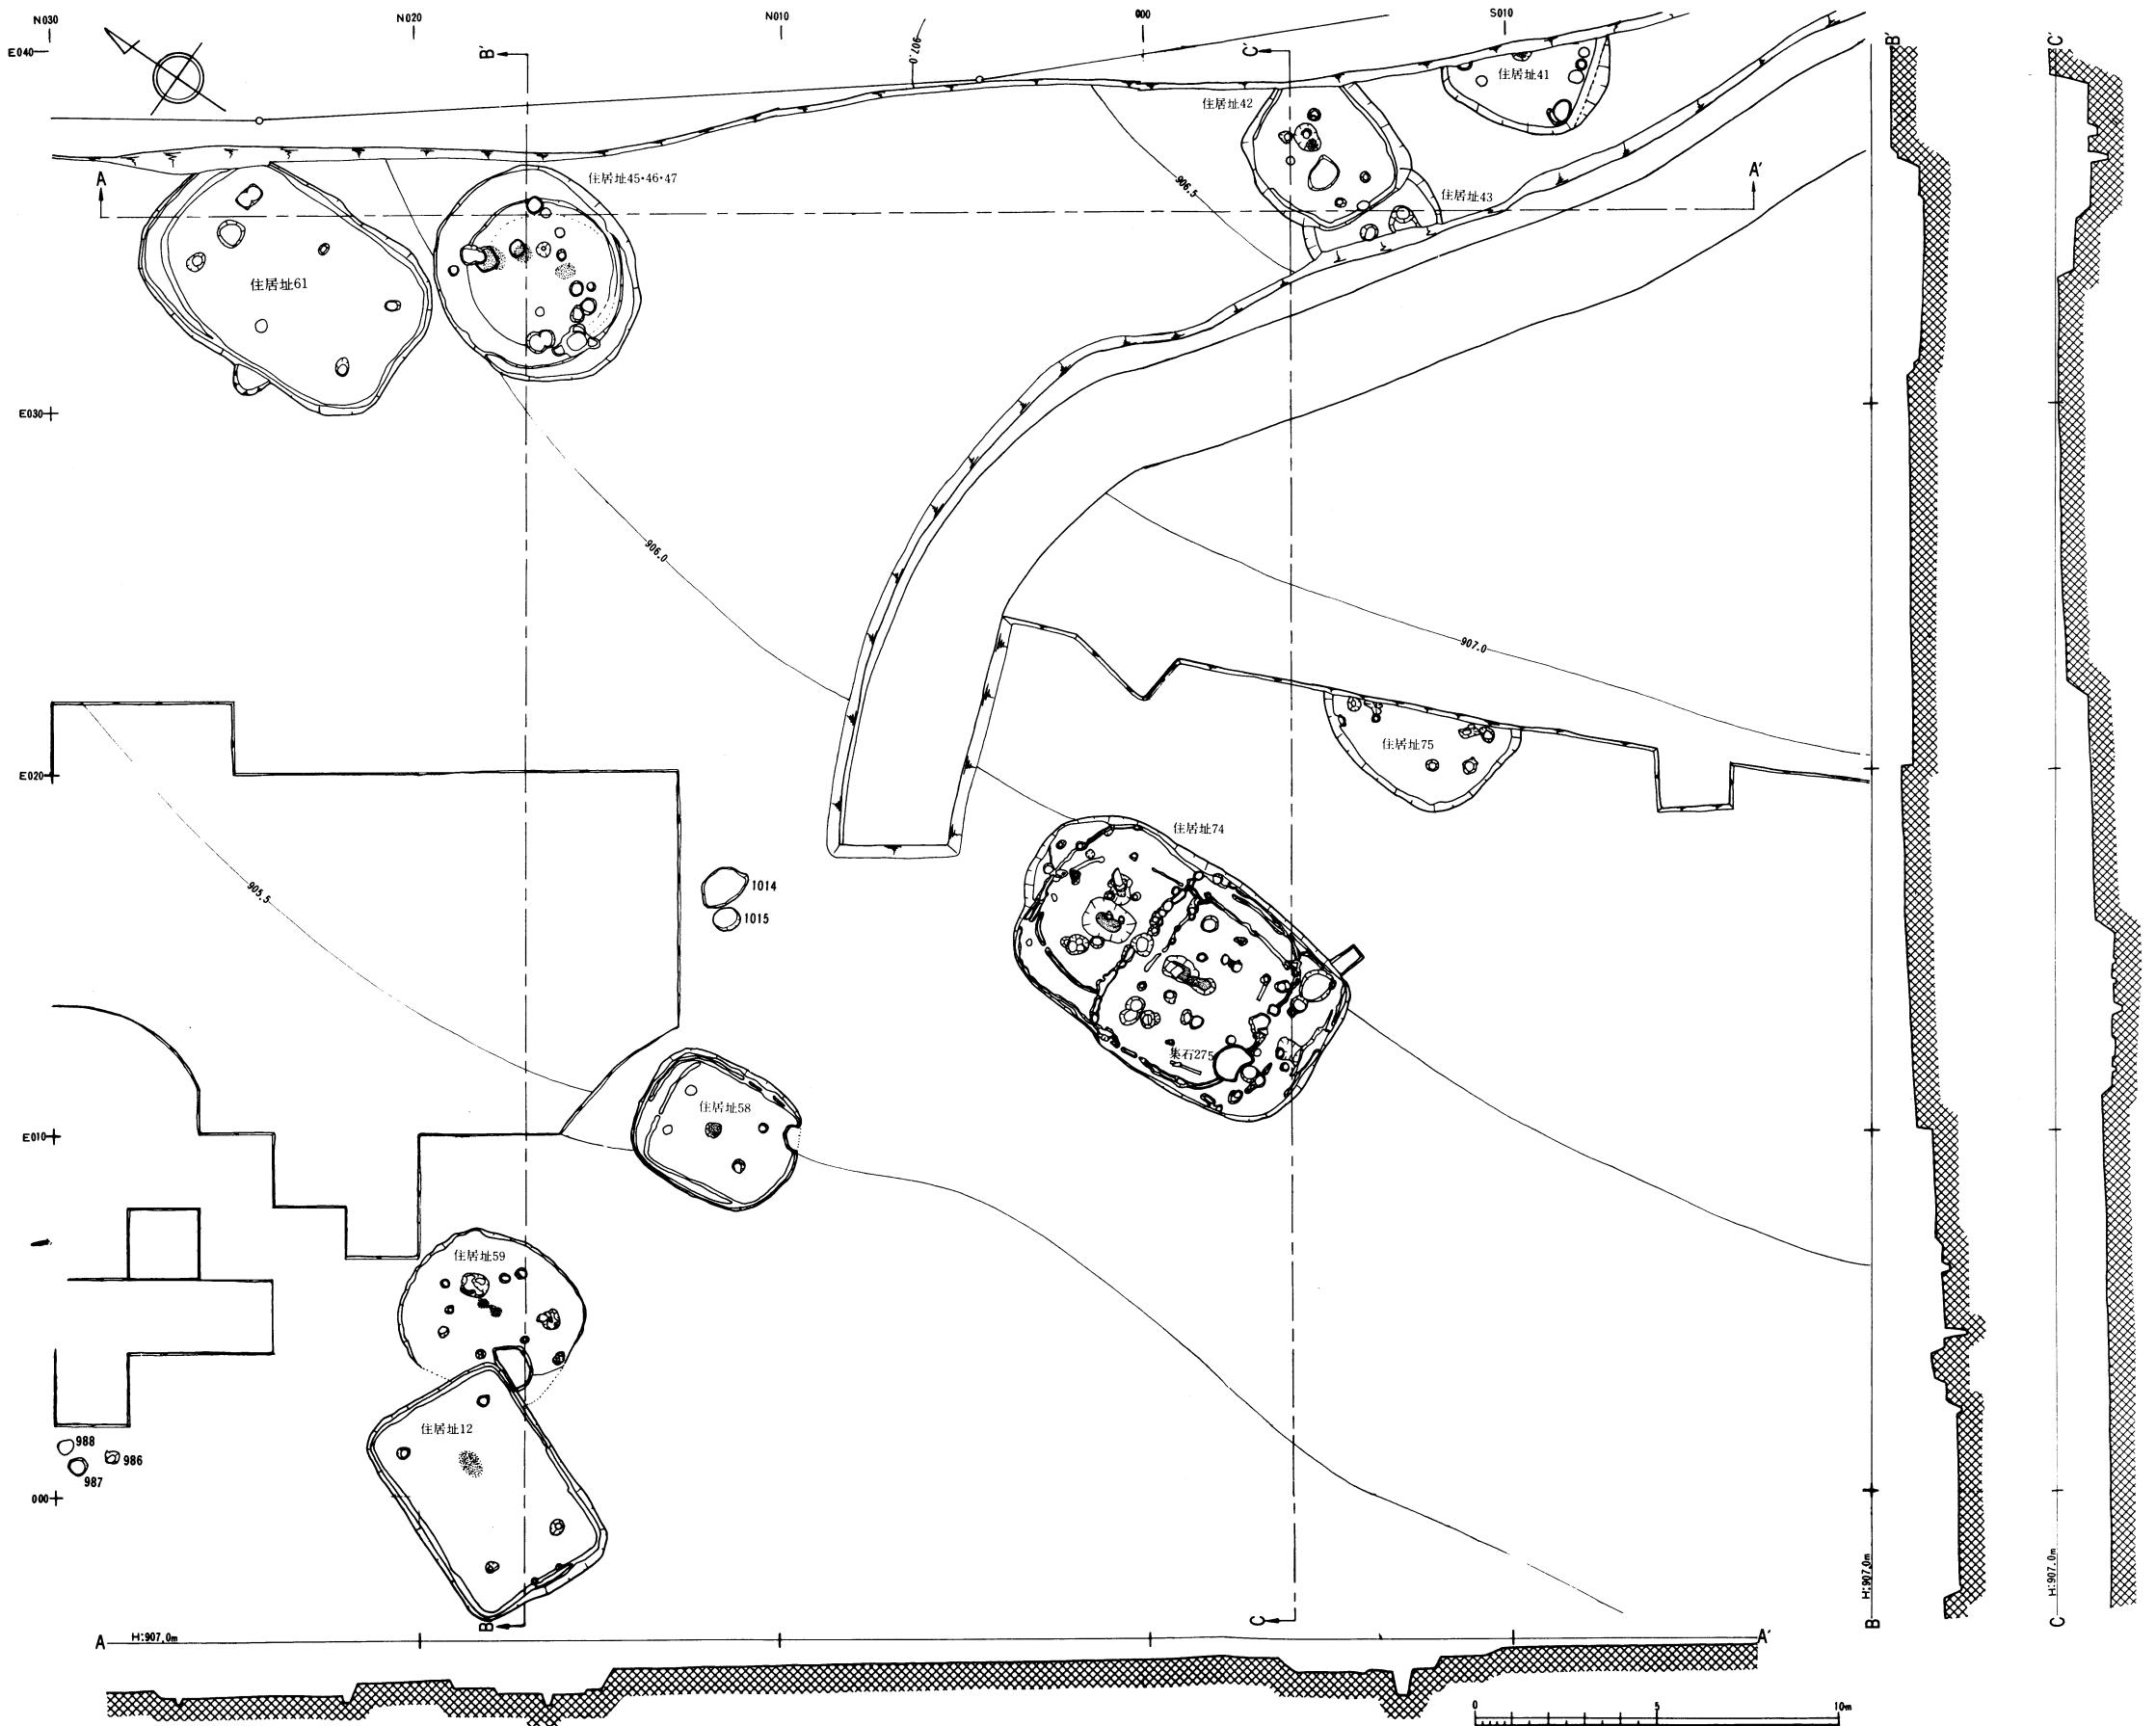 N030
N020
N010
000
S010
E040
B'
907.0
C'
住居址41
住居址42
B'
C'
A
住居址45・46・47
906.5
住居址43
A'
住居址61
E030
906.0
907.0
住居址75
E020
住居址74
905.5
1014
1015
集石275
住居址58
E010
住居址59
住居址12
988
986
987
000
H:907.0m
H:907.0m
B
C
B
C
A
H:907.0m
A'
0
5
10m